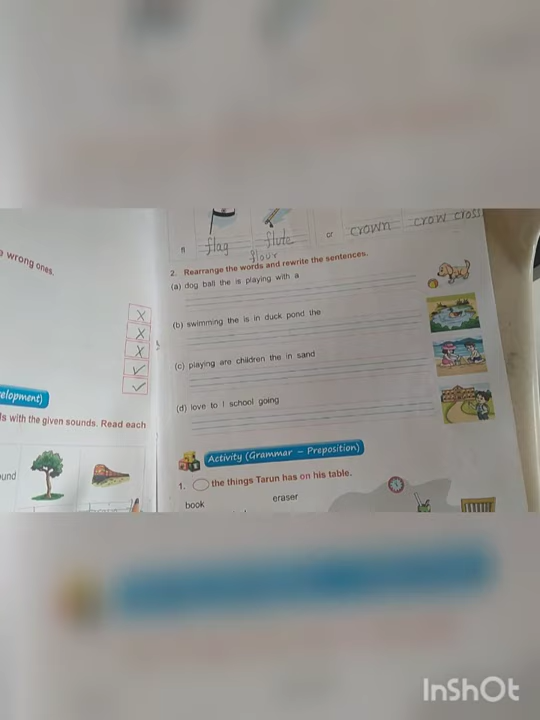 e wrong ones.
X
X
X
✓
✓
elopment)
ls with the given sounds. Read each
und
flag
flute
flour
cr
crown
crow
cross
2. Rearrange the words and rewrite the sentences.
(a) dog ball the is playing with a
(b) swimming the is in duck pond the
(c) playing are children the in sand
(d) love to I school going
Activity (Grammar – Preposition)
1. the things Tarun has on his table.
book
eraser
InShOt